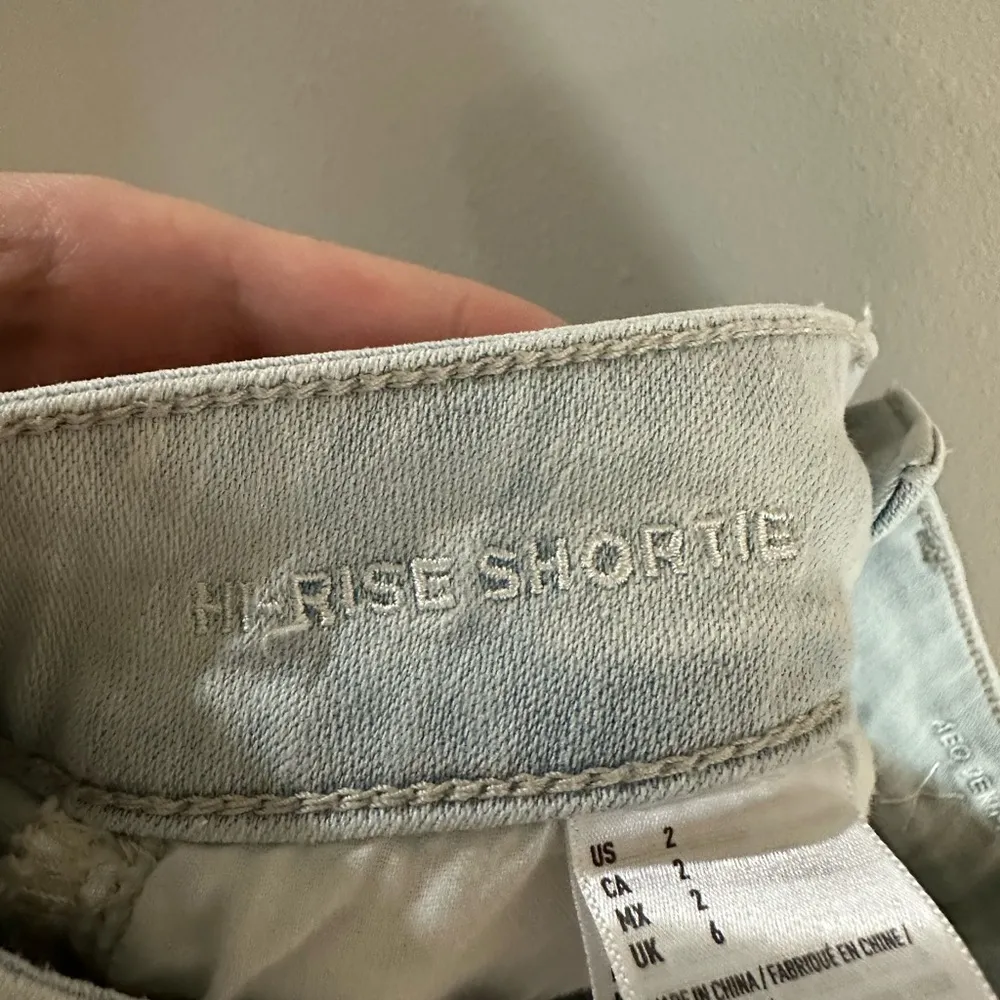 HI-RISE SHORTIE
US 2
CA 2
MX 2
UK 6
MADE IN CHINA / FABRIQUÉ EN CHINE /